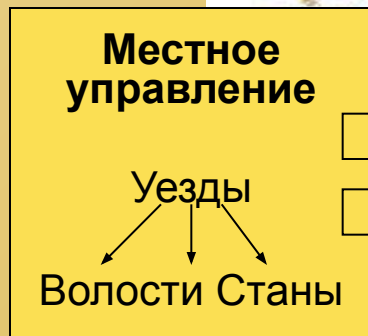 Местное
управление
Уезды
Волости Станы